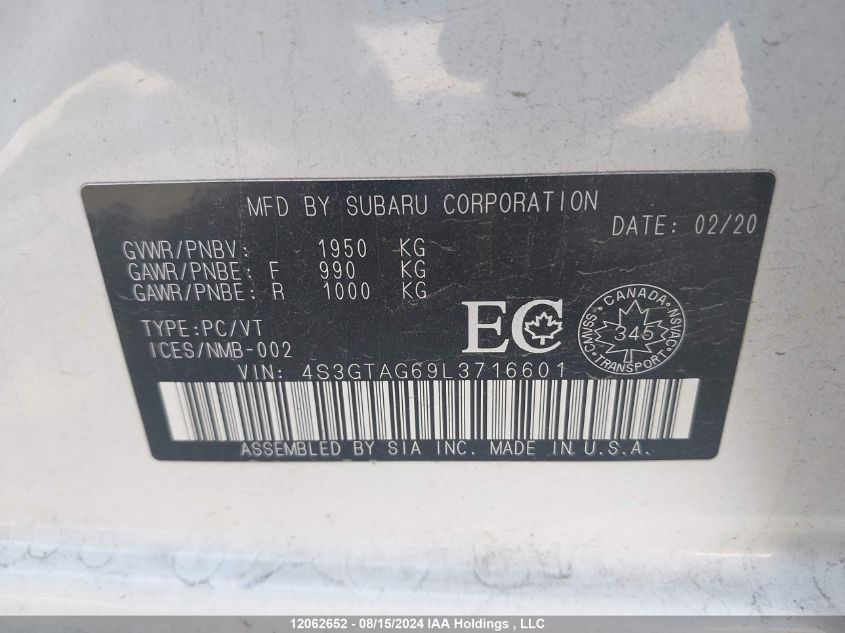 MFD BY SUBARU CORPORATION
DATE: 02/20
GVWR/PNBV: 1950 KG
GAWR/PNBE: F 990 KG
GAWR/PNBE: R 1000 KG
TYPE:PC/VT
ICES/NMB-002
EC
CANADA
CMVSS
345
NSVAC
TRANSPORT
VIN: 4S3GTAG69L3716601
ASSEMBLED BY SIA INC. MADE IN U.S.A.
12062652 - 08/15/2024 IAA Holdings , LLC